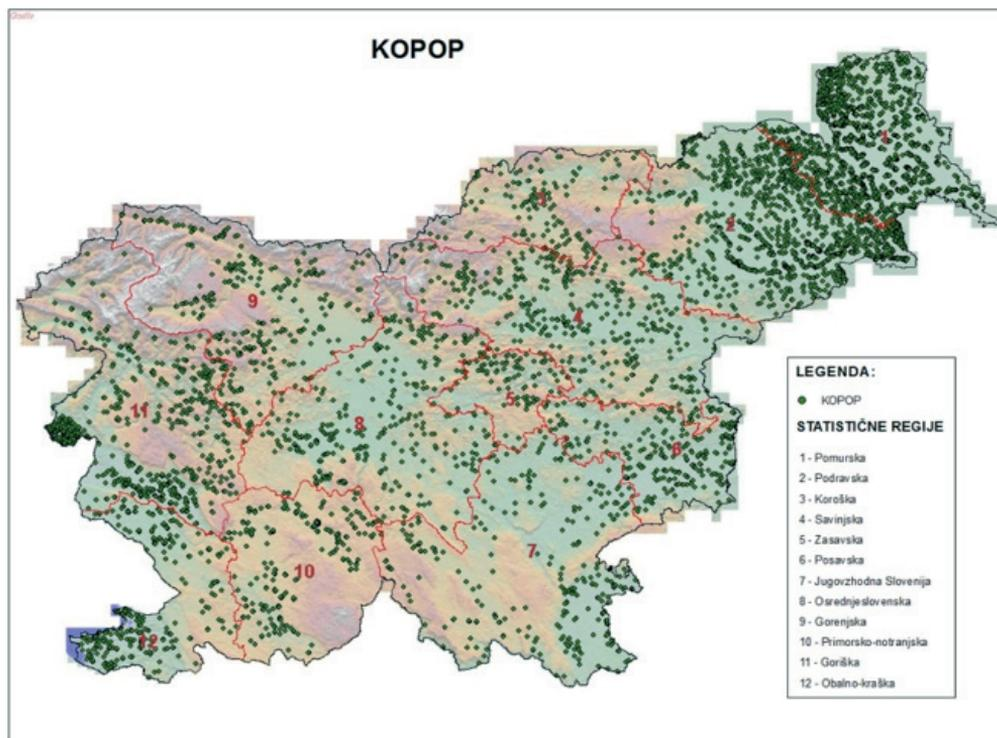 KOPOP
1
2
3
4
5
6
7
8
9
10
11
12
LEGENDA:
KOPOP
STATISTIČNE REGIJE
1 - Pomurska
2 - Podravska
3 - Koroška
4 - Savinjska
5 - Zasavska
6 - Posavska
7 - Jugovzhodna Slovenija
8 - Osrednjeslovenska
9 - Gorenjska
10 - Primorsko-notranjska
11 - Goriška
12 - Obalno-kraška